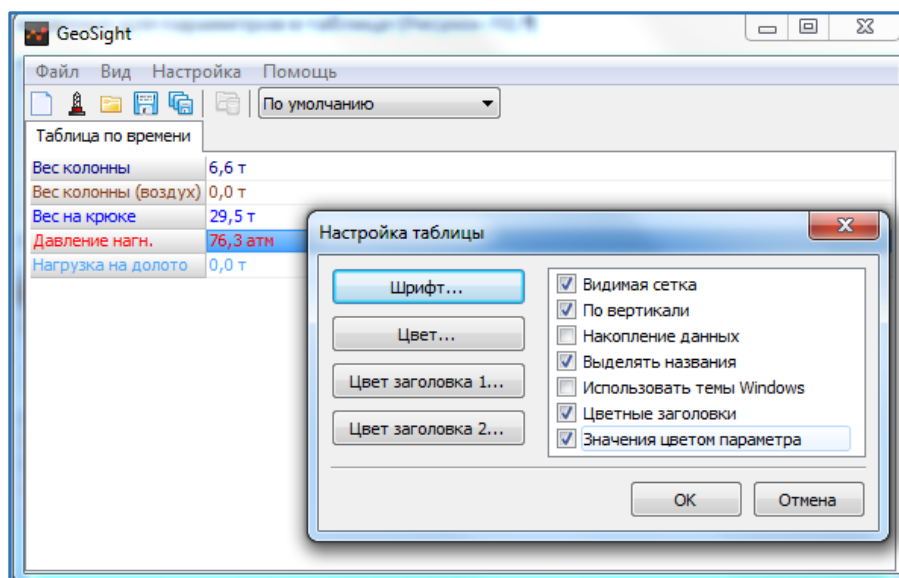 GeoSight
Файл Вид Настройка Помощь
По умолчанию
Таблица по времени
Вес колонны 6,6 т
Вес колонны (воздух) 0,0 т
Вес на крюке 29,5 т
Давление нагн. 76,3 атм
Нагрузка на долото 0,0 т
Настройка таблицы
Шрифт...
Цвет...
Цвет заголовка 1...
Цвет заголовка 2...
Видимая сетка
По вертикали
Накопление данных
Выделять названия
Использовать темы Windows
Цветные заголовки
Значения цветом параметра
ОК
Отмена